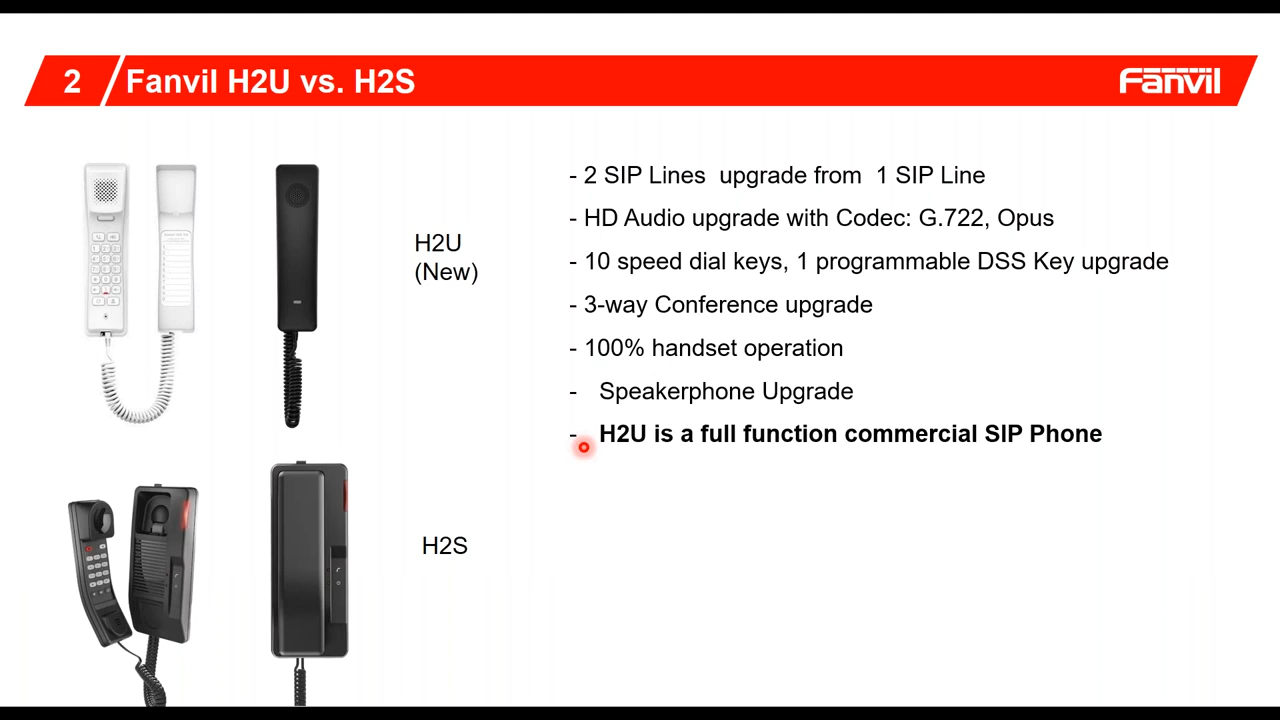 2 Fanvil H2U vs. H2S
Fanvil
- 2 SIP Lines upgrade from 1 SIP Line
- HD Audio upgrade with Codec: G.722, Opus
- 10 speed dial keys, 1 programmable DSS Key upgrade
- 3-way Conference upgrade
- 100% handset operation
- Speakerphone Upgrade
- H2U is a full function commercial SIP Phone
H2U
(New)
H2S